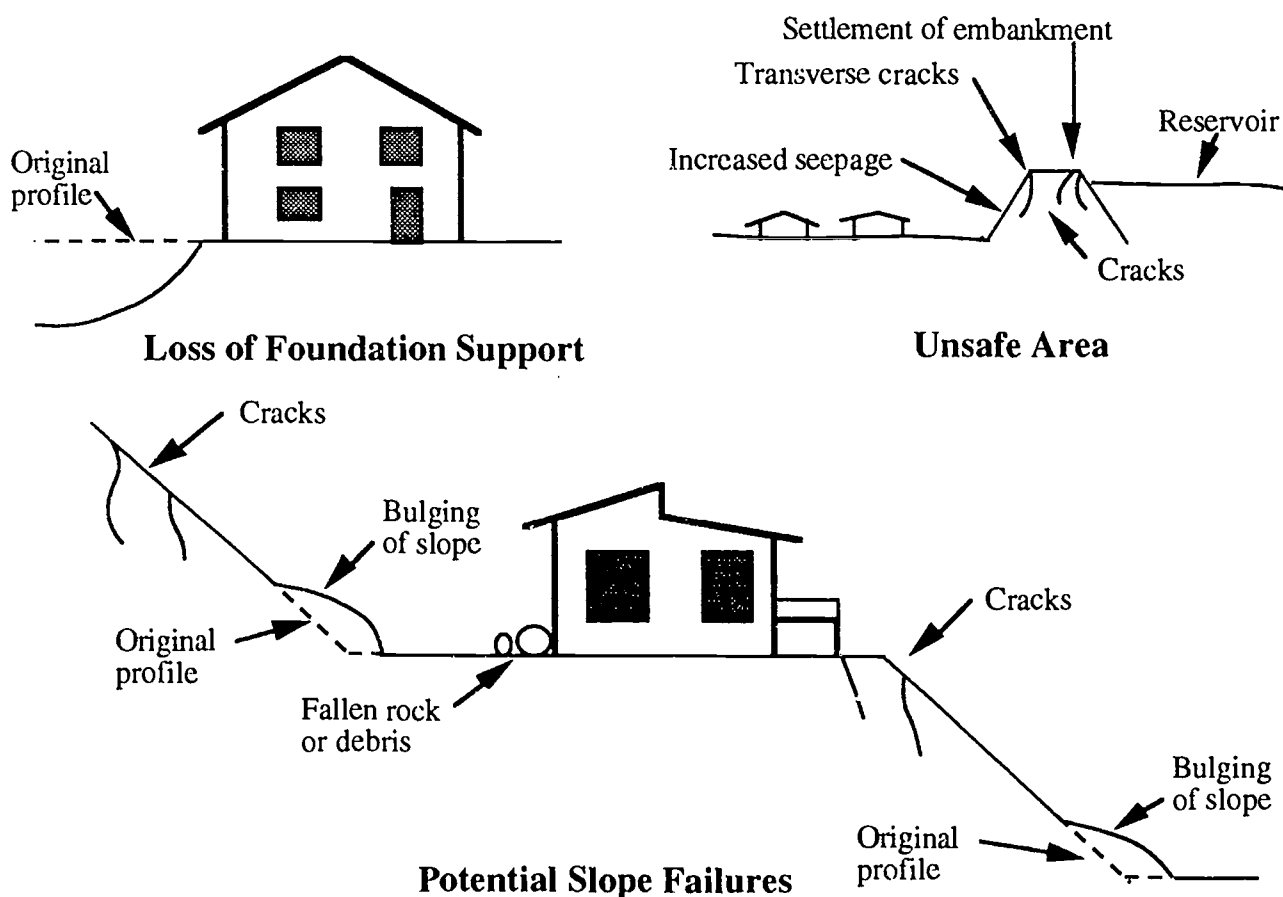 Settlement of embankment
Transverse cracks
Reservoir
Increased seepage
Original
profile
Cracks
Loss of Foundation Support
Unsafe Area
Cracks
Bulging
of slope
Original
profile
Fallen rock
or debris
Cracks
Bulging
of slope
Original
profile
Potential Slope Failures